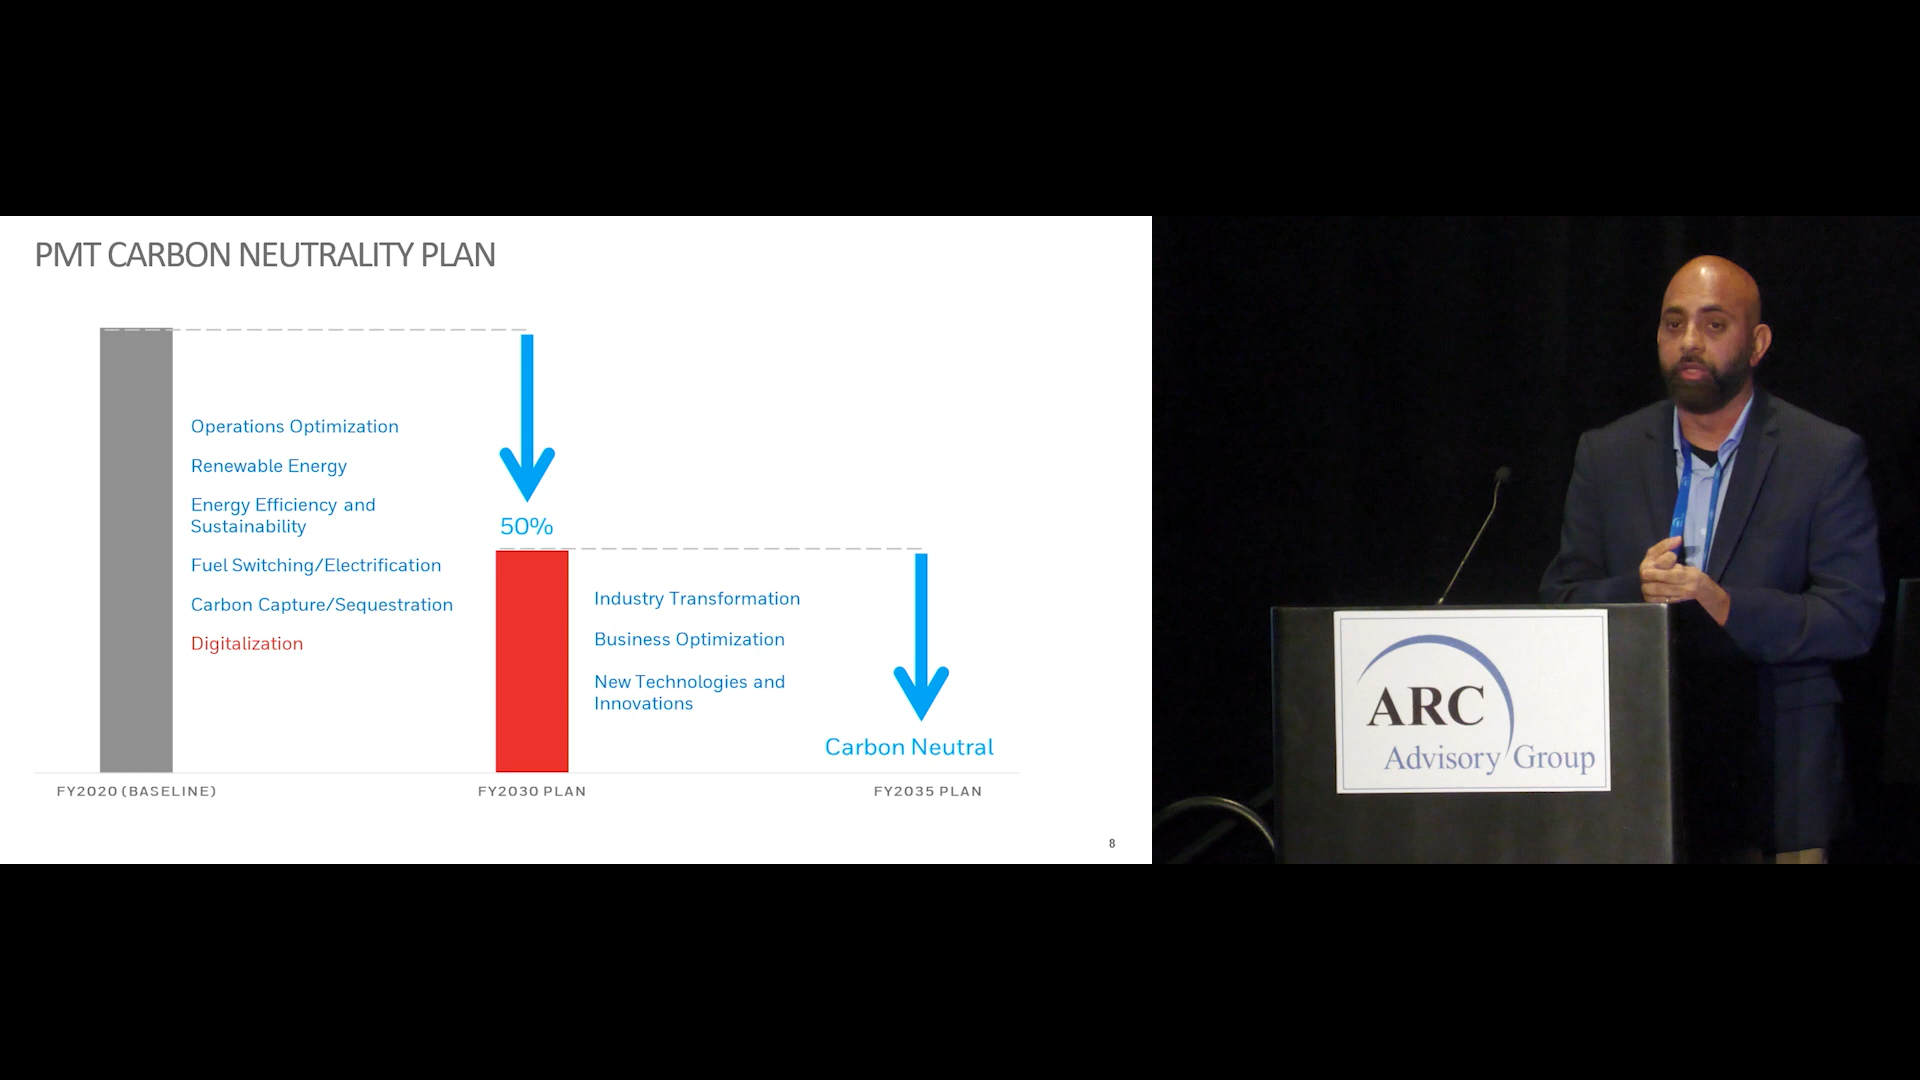 PMT CARBON NEUTRALITY PLAN
Operations Optimization
Renewable Energy
Energy Efficiency and
Sustainability
Fuel Switching/Electrification
Carbon Capture/Sequestration
Digitalization
50%
Industry Transformation
Business Optimization
New Technologies and
Innovations
Carbon Neutral
FY2020 (BASELINE)
FY2030 PLAN
FY2035 PLAN
8
ARC
Advisory Group